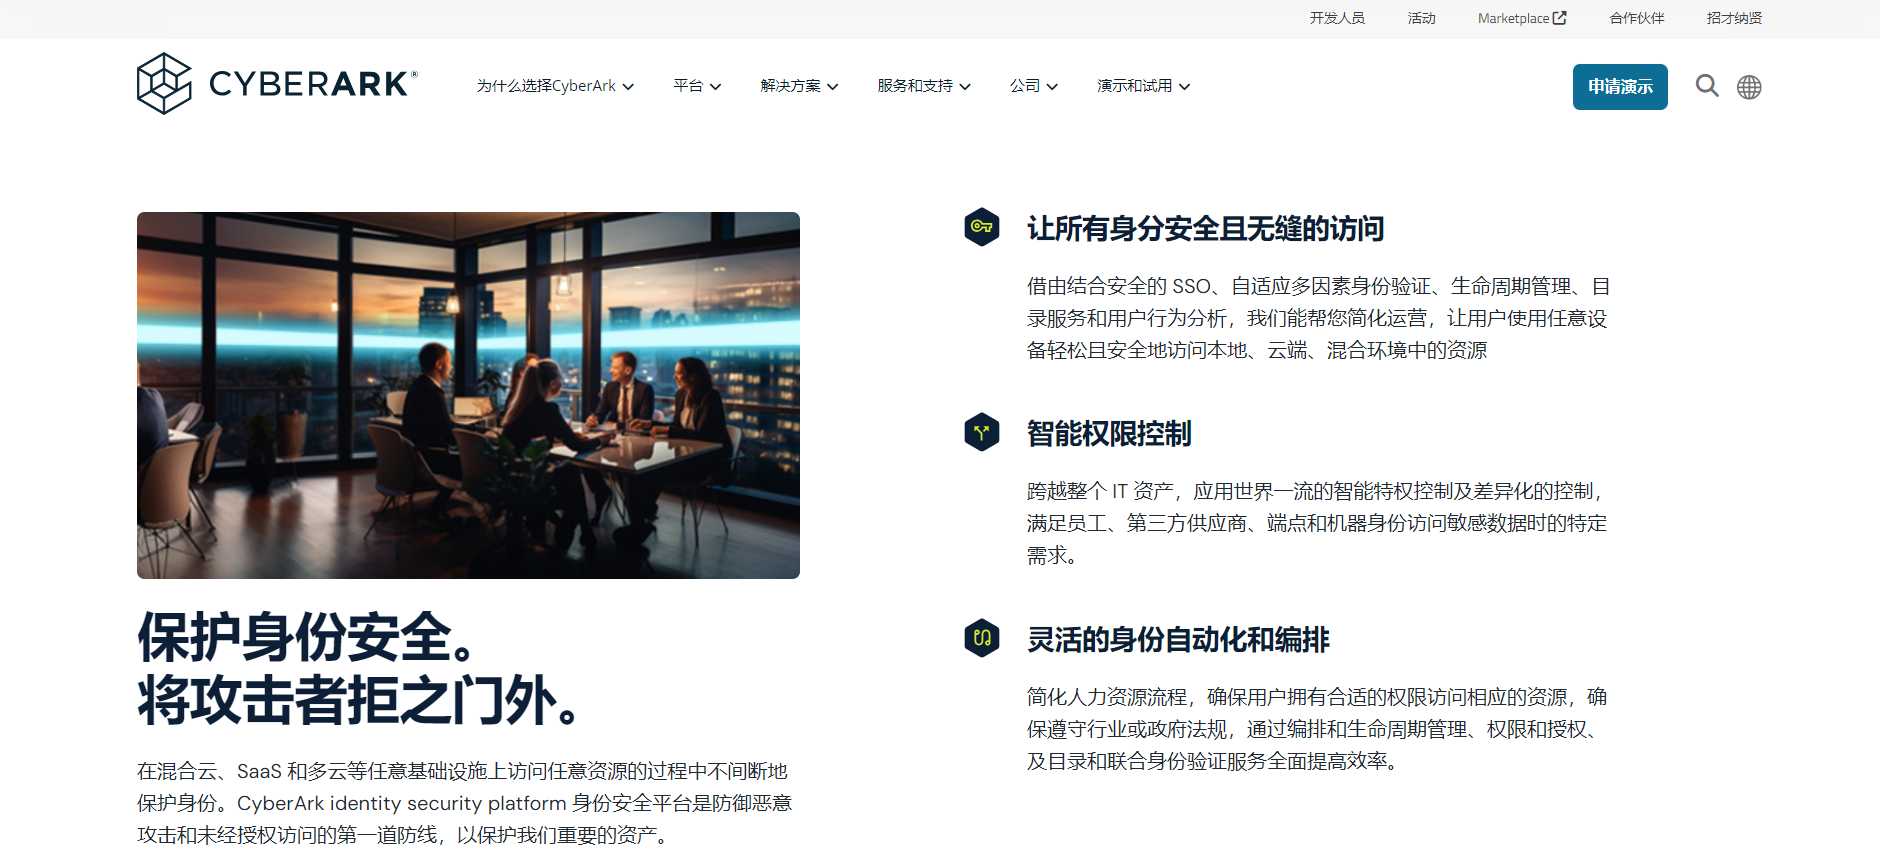 开发人员
活动
Marketplace
合作伙伴
招才纳贤
CYBERARK®
为什么选择CyberArk
平台
解决方案
服务和支持
公司
演示和试用
申请演示
保护身份安全。
将攻击者拒之门外。
在混合云、SaaS 和多云等任意基础设施上访问任意资源的过程中不间断地
保护身份。CyberArk identity security platform 身份安全平台是防御恶意
攻击和未经授权访问的第一道防线，以保护我们重要的资产。
让所有身分安全且无缝的访问
借由结合安全的 SSO、自适应多因素身份验证、生命周期管理、目
录服务和用户行为分析，我们能帮您简化运营，让用户使用任意设
备轻松且安全地访问本地、云端、混合环境中的资源
智能权限控制
跨越整个 IT 资产，应用世界一流的智能特权控制及差异化的控制，
满足员工、第三方供应商、端点和机器身份访问敏感数据时的特定
需求。
灵活的身份自动化和编排
简化人力资源流程，确保用户拥有合适的权限访问相应的资源，确
保遵守行业或政府法规，通过编排和生命周期管理、权限和授权、
及目录和联合身份验证服务全面提高效率。